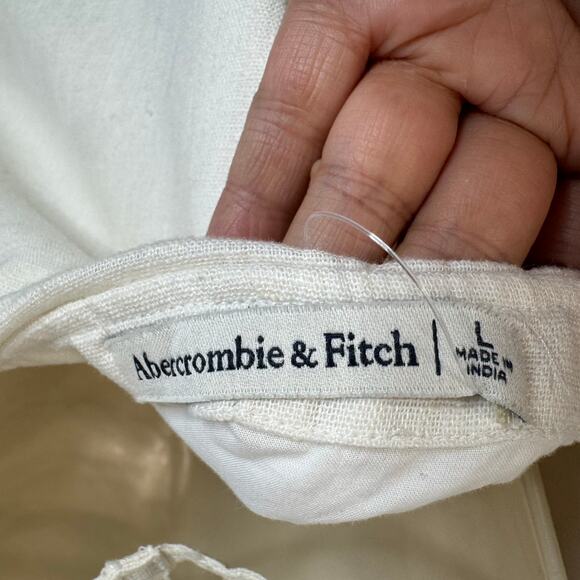 Abercrombie & Fitch | L
MADE IN
INDIA